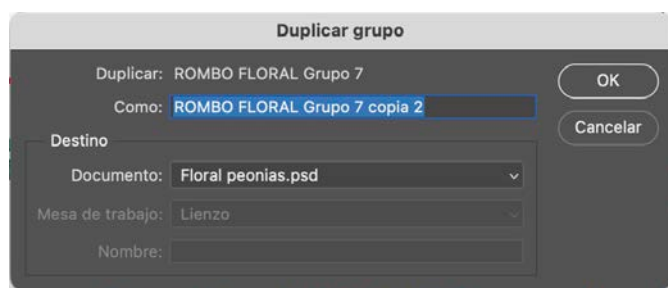 Duplicar grupo
Duplicar: ROMBO FLORAL Grupo 7
OK
Como: ROMBO FLORAL Grupo 7 copia 2
Cancelar
Destino
Documento: Floral peonias.psd
Mesa de trabajo: Lienzo
Nombre: